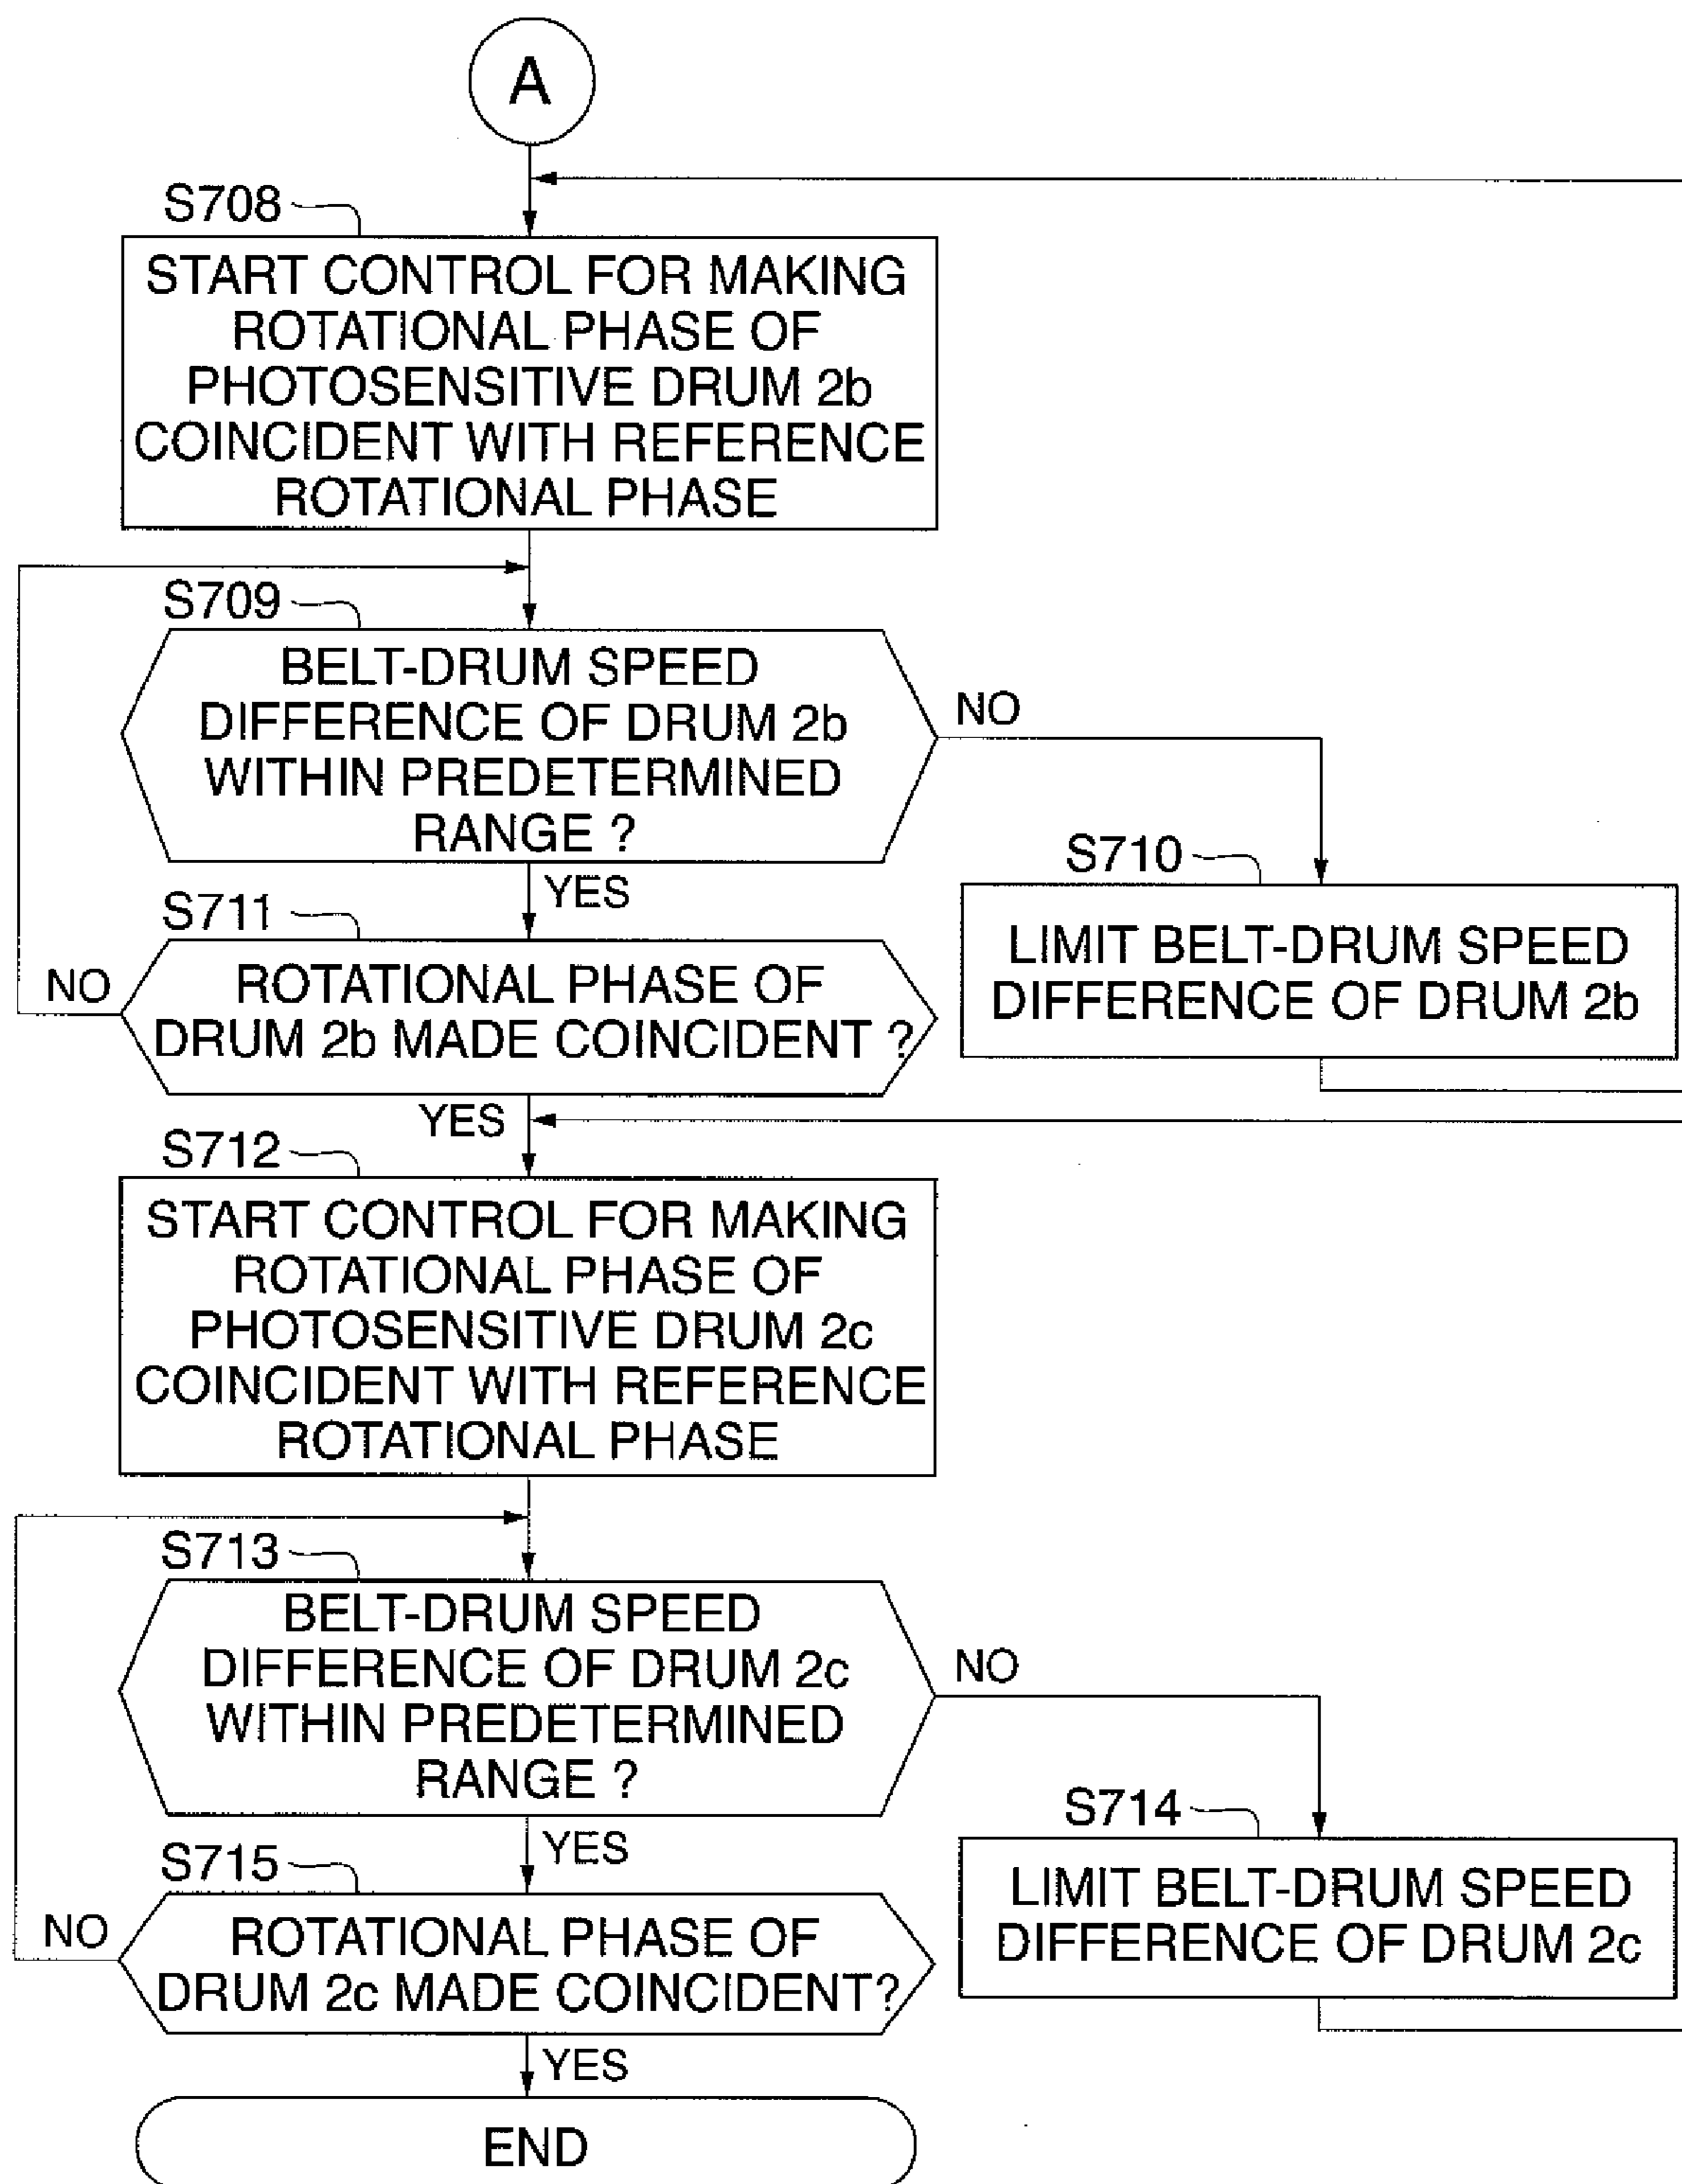 A
S708
START CONTROL FOR MAKING
ROTATIONAL PHASE OF
PHOTOSENSITIVE DRUM 2b
COINCIDENT WITH REFERENCE
ROTATIONAL PHASE
S709
BELT-DRUM SPEED
DIFFERENCE OF DRUM 2b
WITHIN PREDETERMINED
RANGE ?
NO
YES
S710
LIMIT BELT-DRUM SPEED
DIFFERENCE OF DRUM 2b
S711
NO
ROTATIONAL PHASE OF
DRUM 2b MADE COINCIDENT ?
YES
S712
START CONTROL FOR MAKING
ROTATIONAL PHASE OF
PHOTOSENSITIVE DRUM 2c
COINCIDENT WITH REFERENCE
ROTATIONAL PHASE
S713
BELT-DRUM SPEED
DIFFERENCE OF DRUM 2c
WITHIN PREDETERMINED
RANGE ?
NO
YES
S714
LIMIT BELT-DRUM SPEED
DIFFERENCE OF DRUM 2c
S715
NO
ROTATIONAL PHASE OF
DRUM 2c MADE COINCIDENT?
YES
END